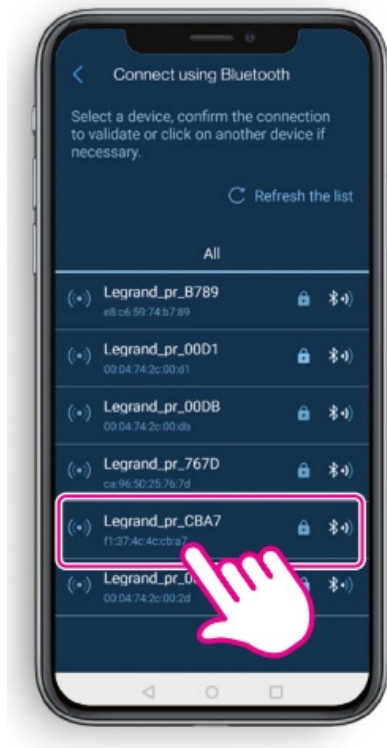 Connect using Bluetooth
Select a device, confirm the connection
to validate or click on another device if
necessary.
Refresh the list
All
Legrand_pr_B789
e8:c6:59:74:b7:89
Legrand_pr_00D1
00:04:74:2c:00:d1
Legrand_pr_00DB
00:04:74:2c:00:db
Legrand_pr_767D
ca:96:50:25:76:7d
Legrand_pr_CBA7
f1:37:4c:4c:cb:a7
00:04:74:2c:00:2d